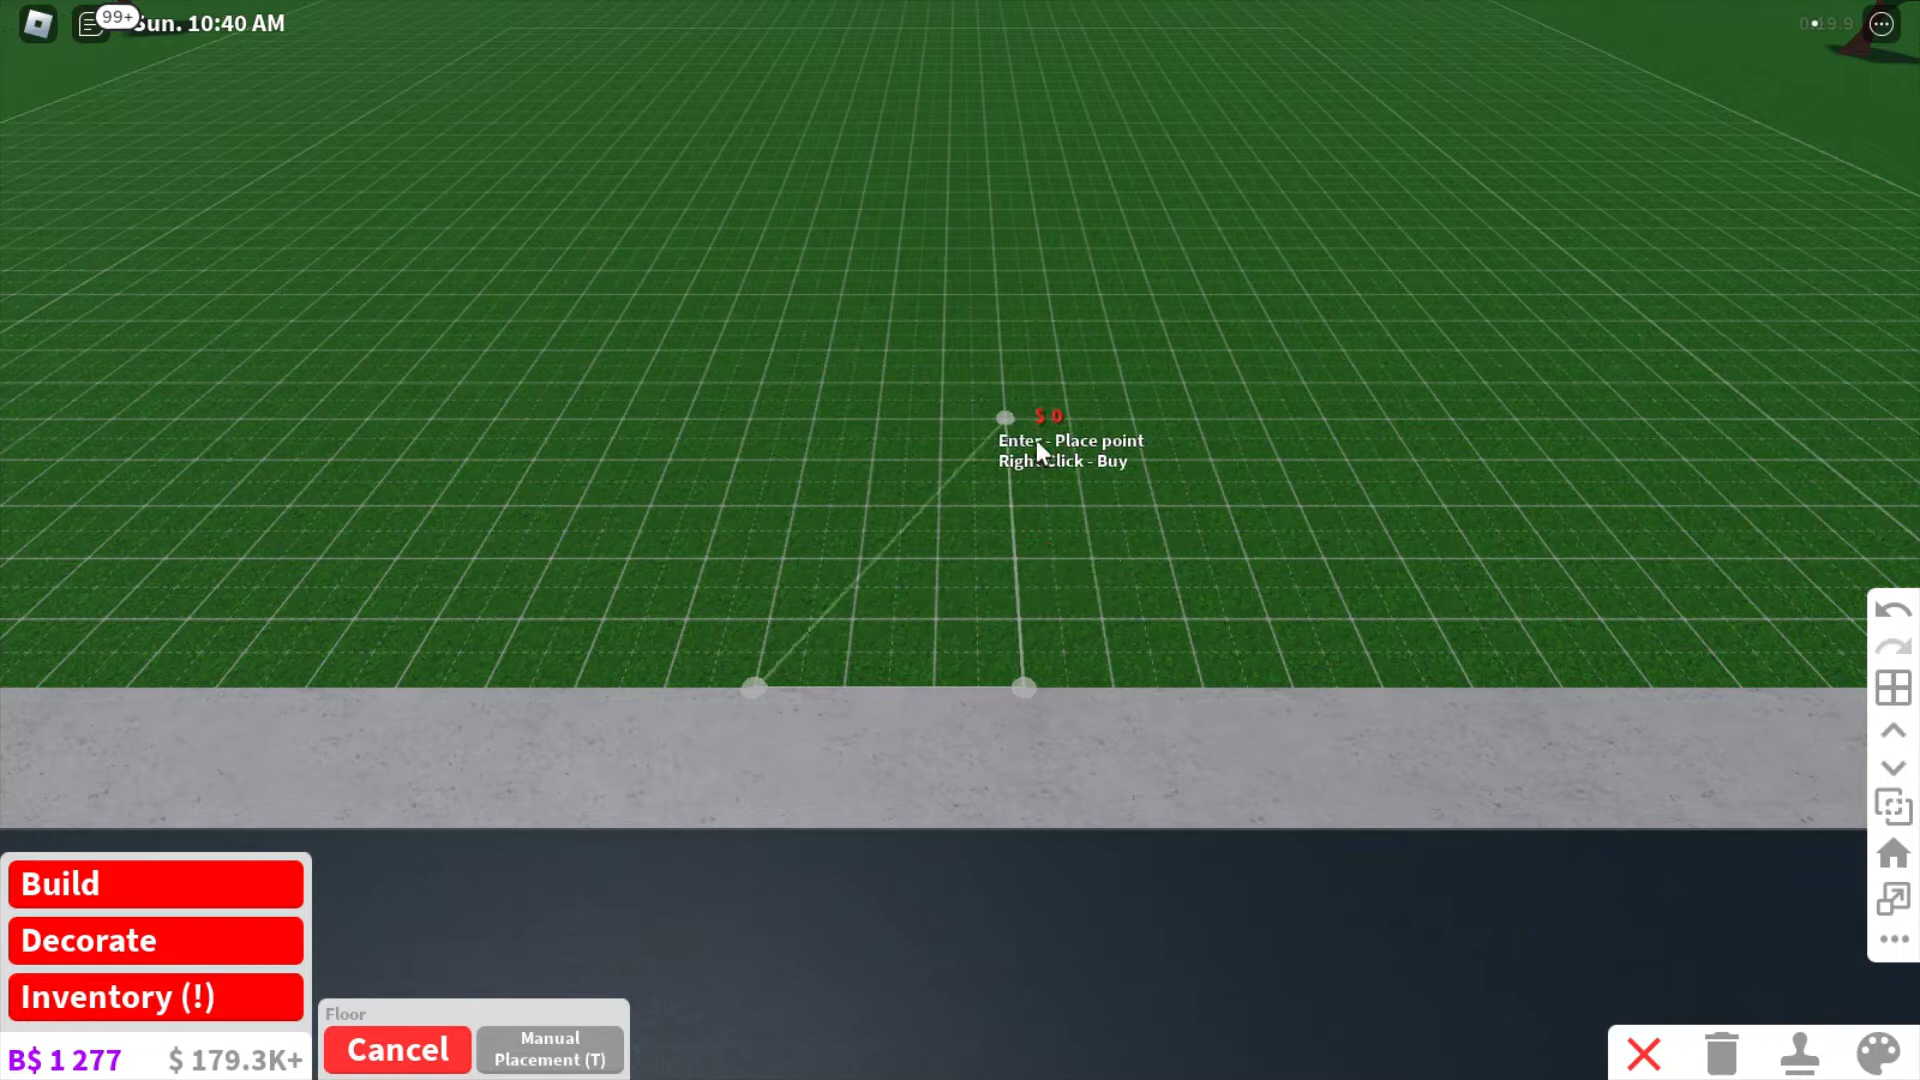 99+
Sun. 10:40 AM
$ 0
Enter - Place point
Right Click - Buy
Build
Decorate
Inventory (!)
B$ 1 277
$ 179.3K+
Floor
Cancel
Manual
Placement (T)